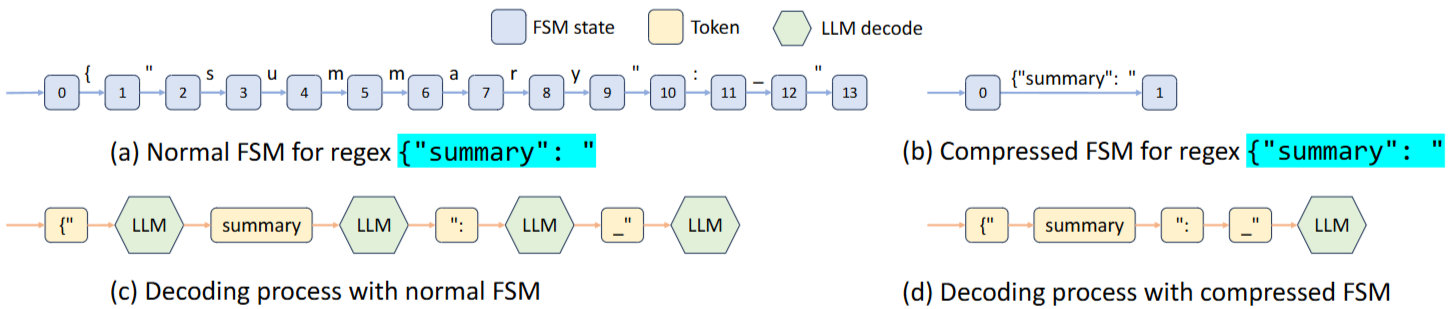 FSM state Token LLM decode
{ " s u m m a r y " : _ "
0 1 2 3 4 5 6 7 8 9 10 11 12 13
{"summary": "
0 1
(a) Normal FSM for regex {"summary": "
(b) Compressed FSM for regex {"summary": "
{" LLM summary LLM ": LLM _" LLM
{" summary ": _" LLM
(c) Decoding process with normal FSM
(d) Decoding process with compressed FSM